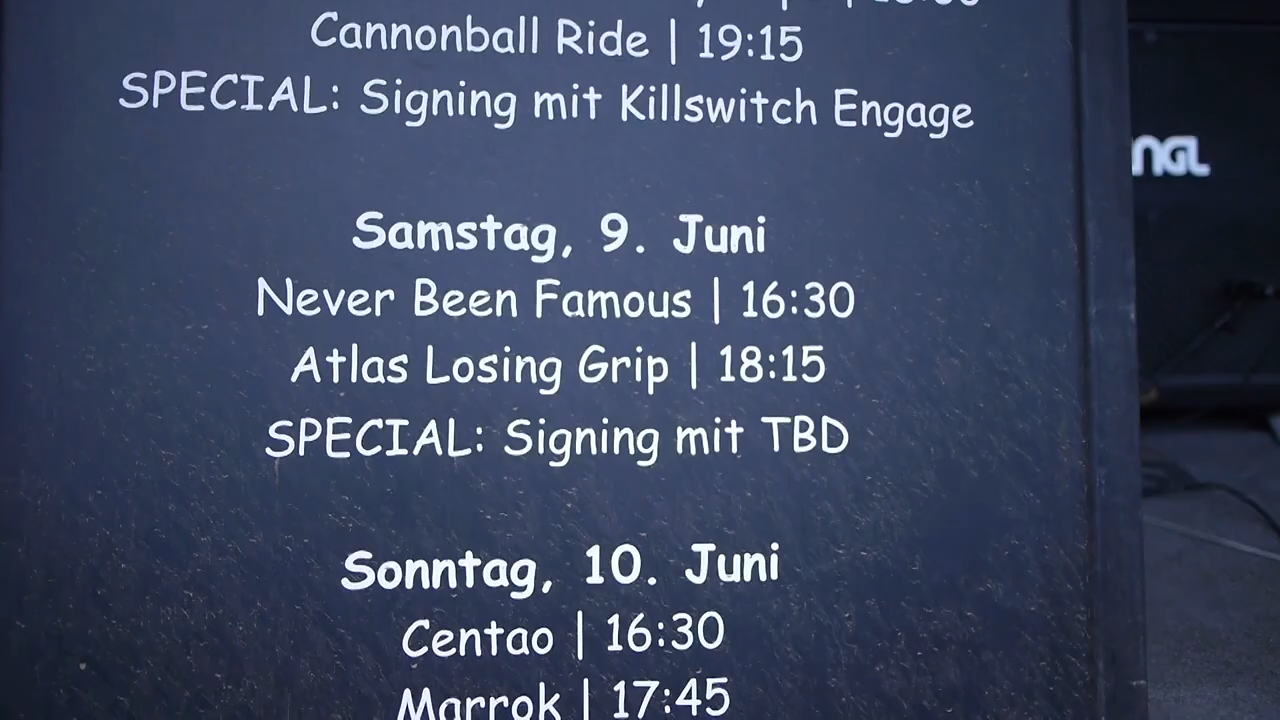 Cannonball Ride | 19:15
SPECIAL: Signing mit Killswitch Engage
Samstag, 9. Juni
Never Been Famous | 16:30
Atlas Losing Grip | 18:15
SPECIAL: Signing mit TBD
Sonntag, 10. Juni
Centao | 16:30
Marrok | 17:45